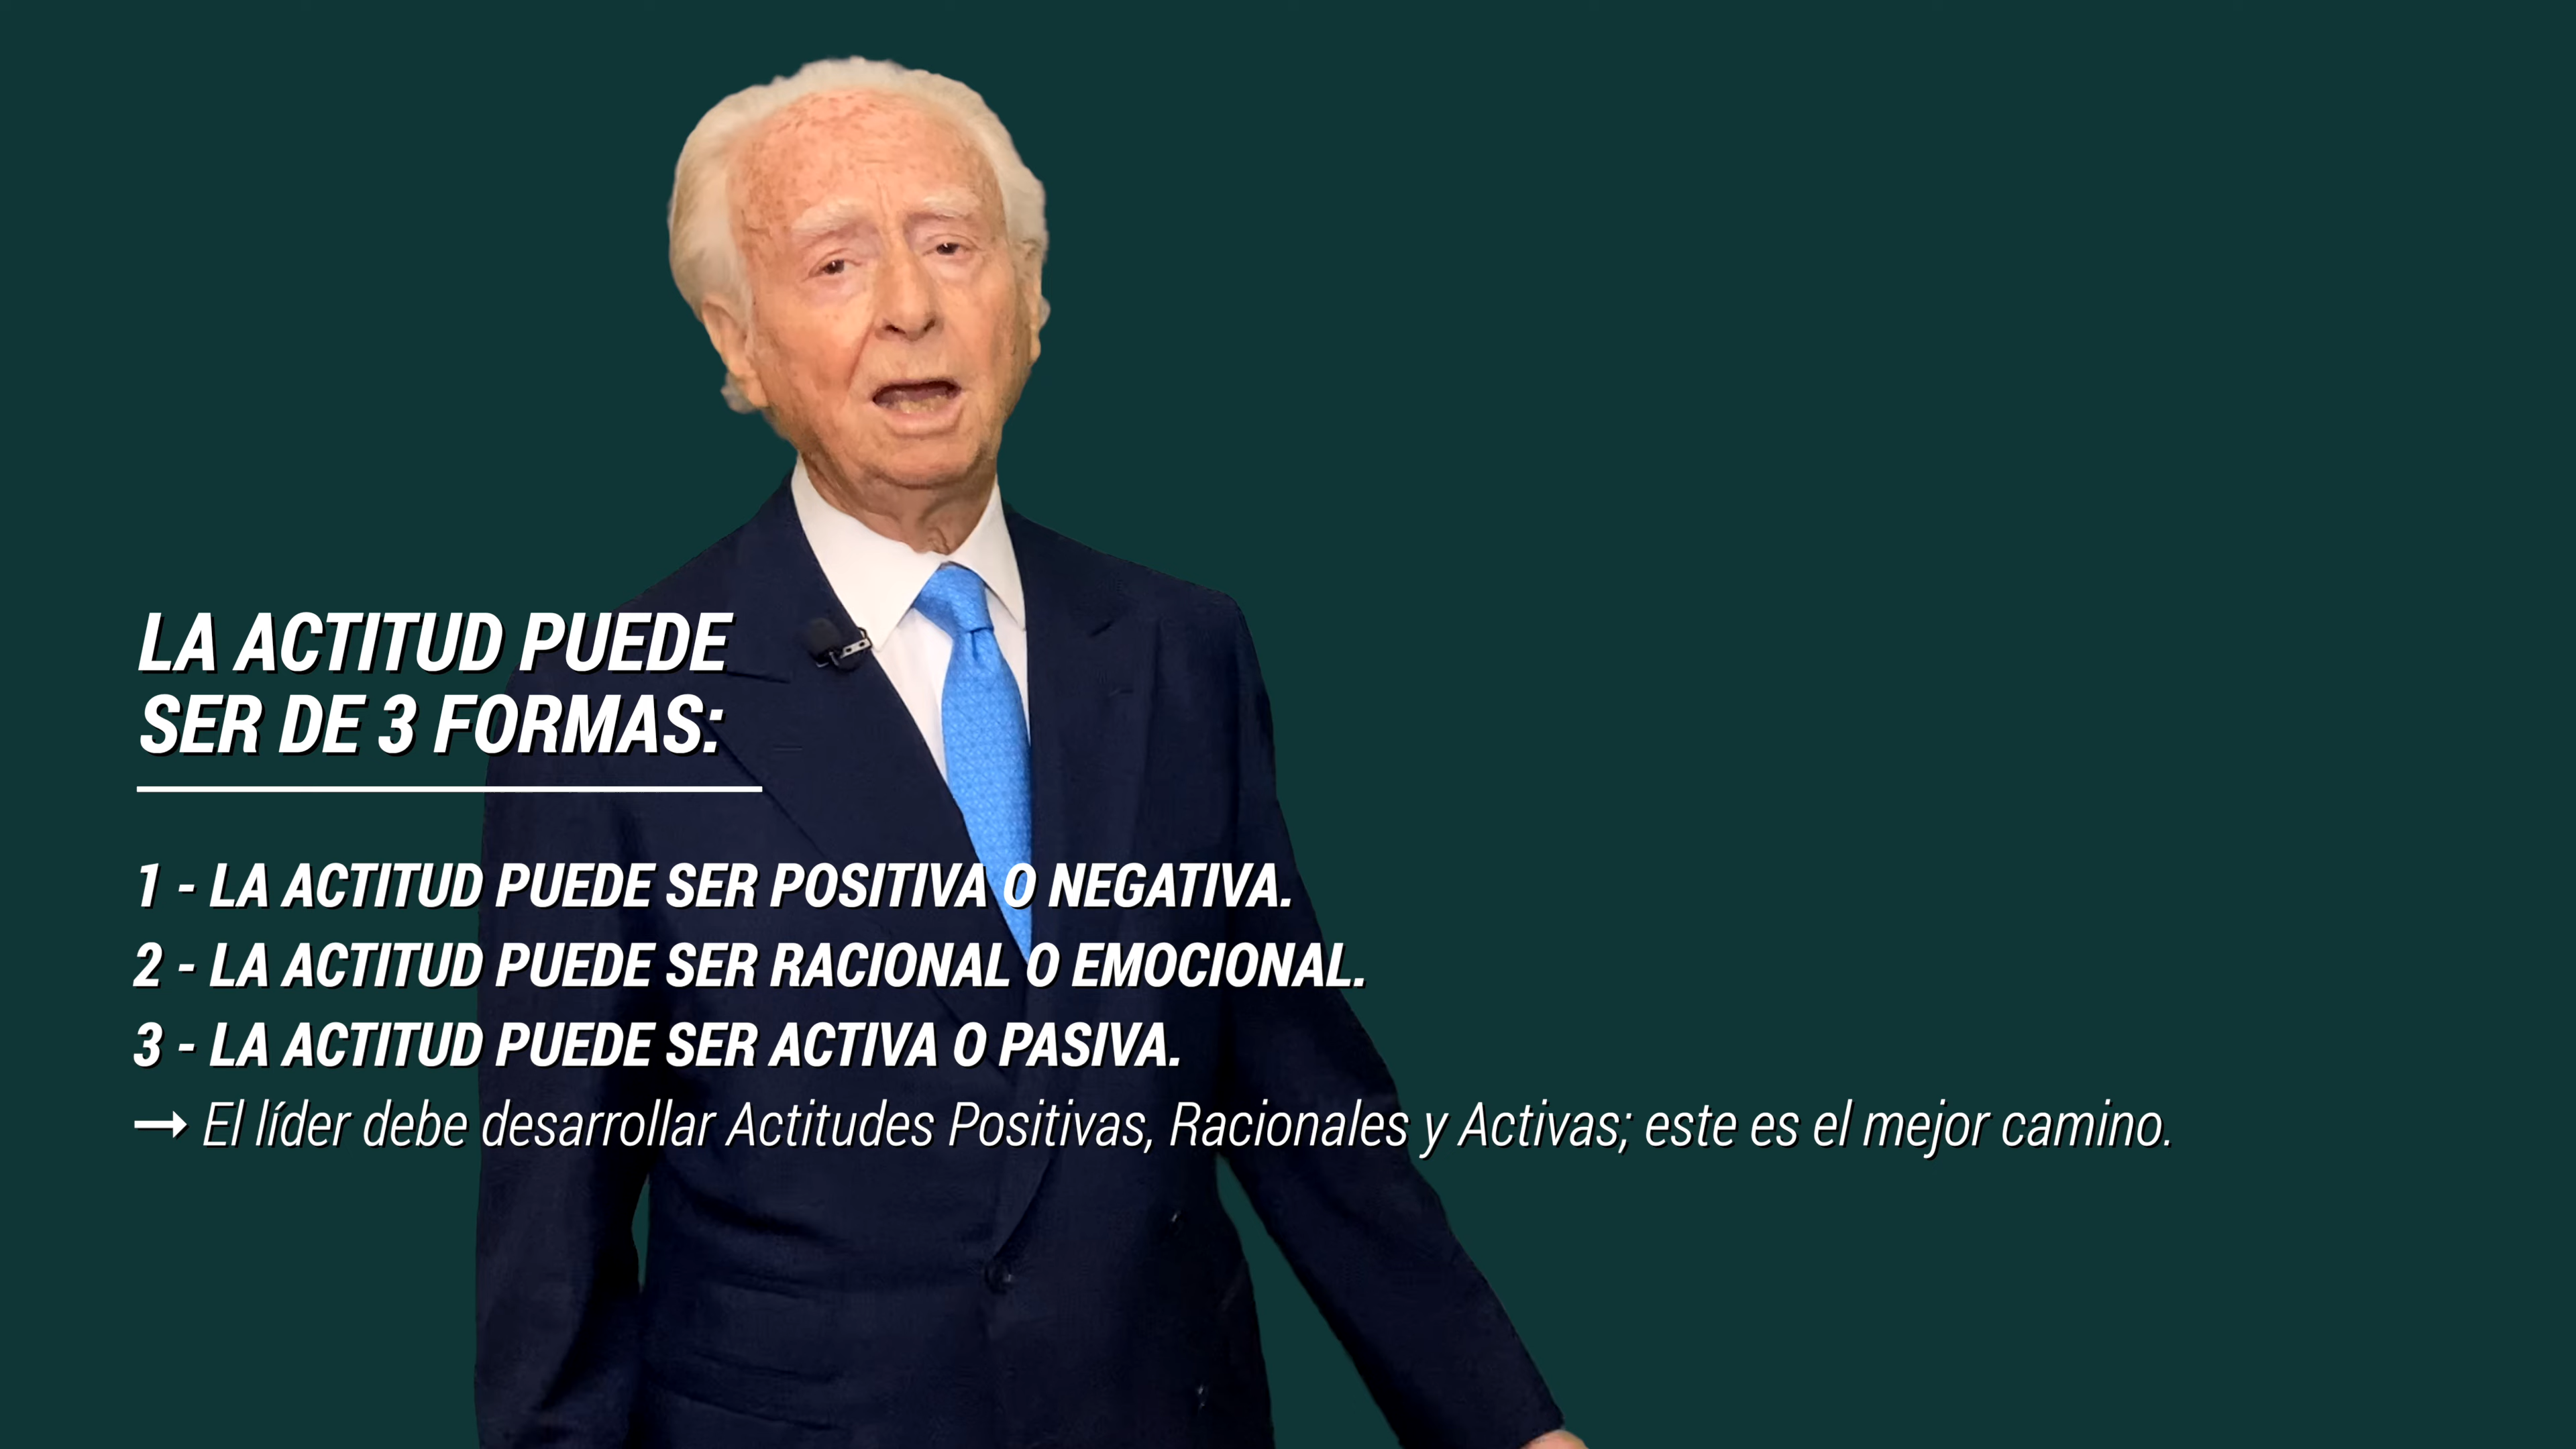 LA ACTITUD PUEDE
SER DE 3 FORMAS:
1 - LA ACTITUD PUEDE SER POSITIVA O NEGATIVA.
2 - LA ACTITUD PUEDE SER RACIONAL O EMOCIONAL.
3 - LA ACTITUD PUEDE SER ACTIVA O PASIVA.
→ El líder debe desarrollar Actitudes Positivas, Racionales y Activas; este es el mejor camino.